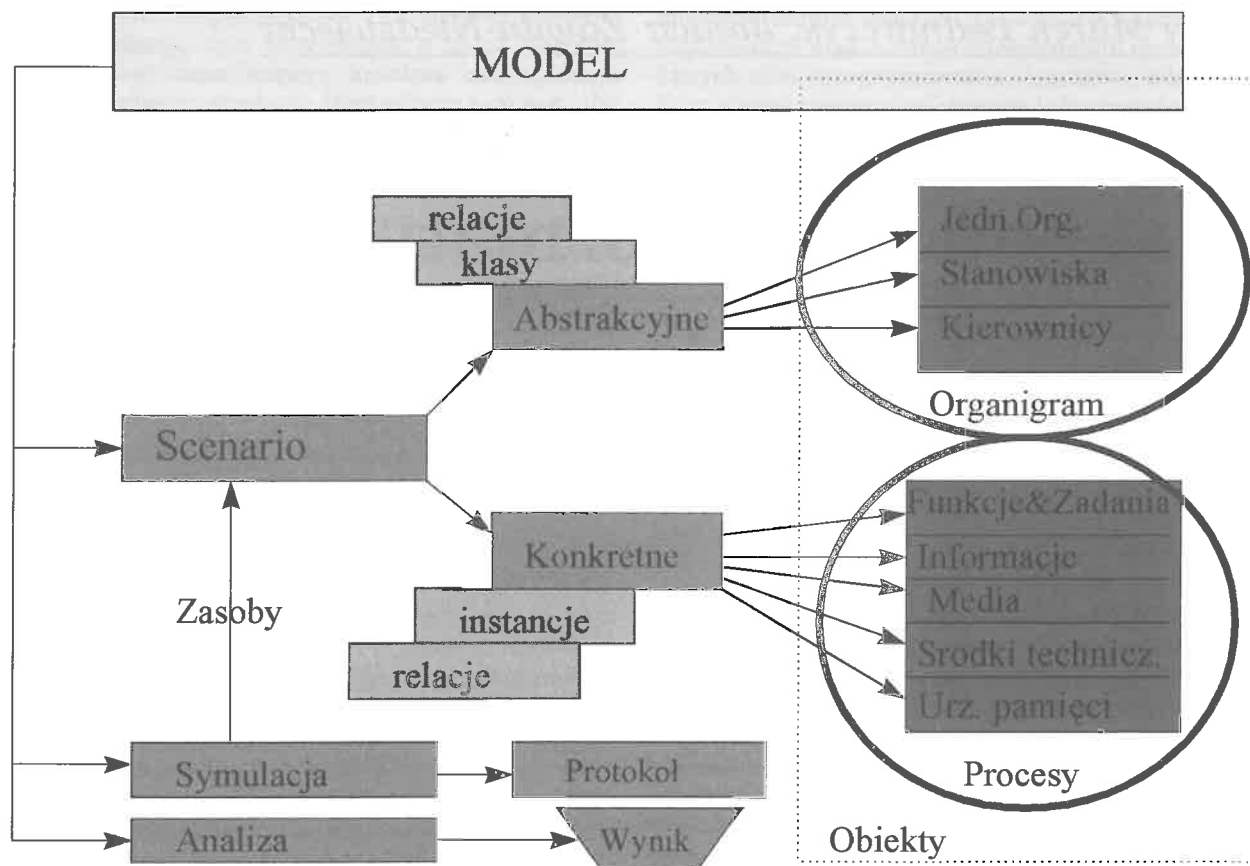 MODEL
relacje
klasy
Abstrakcyjne
Jedn.Org.
Stanowiska
Kierownicy
Organigram
Scenario
Konkretne
instancje
relacje
Funkcje&Zadania
Informacje
Media
Srodki technicz.
Urz. pamięci
Procesy
Zasoby
Symulacja
Protokoł
Analiza
Wynik
Obiekty